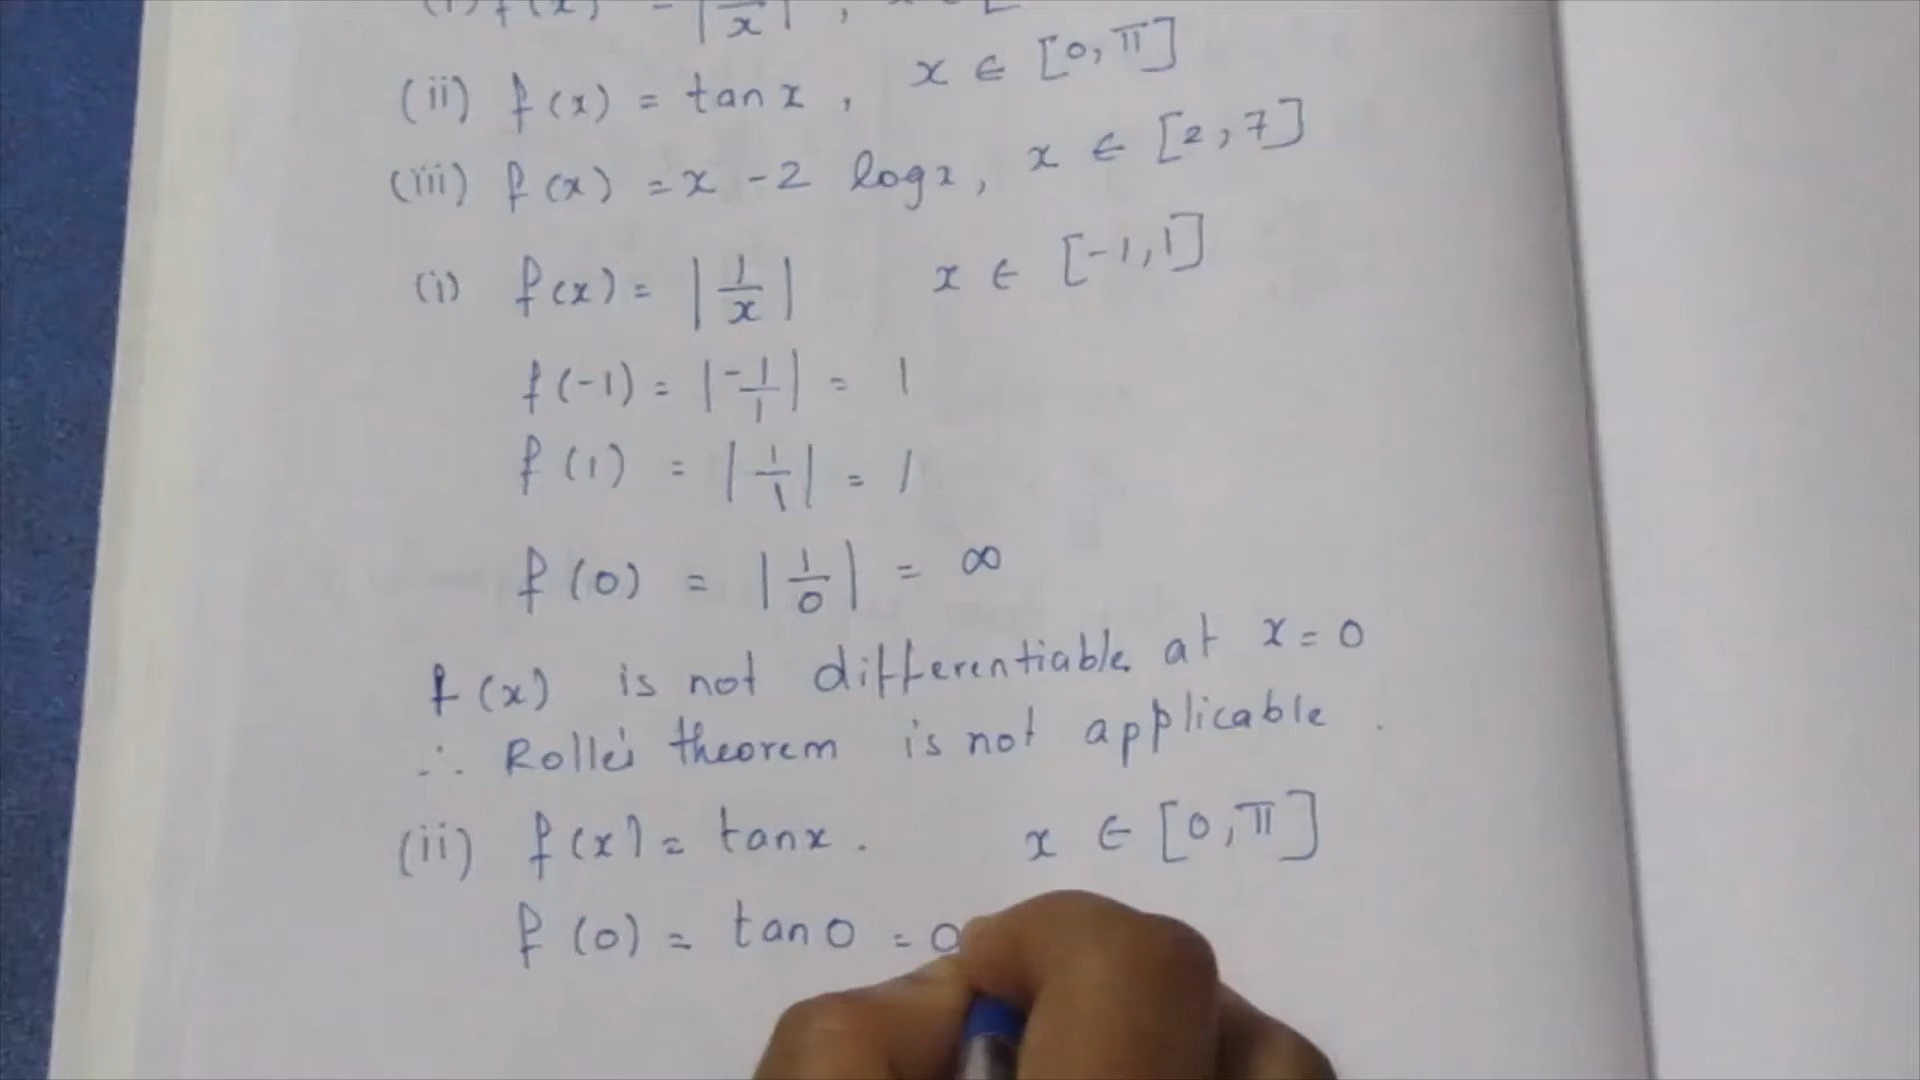 (i) f(x) = |1/x| , x ∈ [
(ii) f(x) = tan x , x ∈ [0, π]
(iii) f(x) = x - 2 log x, x ∈ [2, 7]
(i) f(x) = |1/x| x ∈ [-1, 1]
f(-1) = |-1/1| = 1
f(1) = |1/1| = 1
f(0) = |1/0| = ∞
f(x) is not differentiable at x = 0
∴ Rolle's theorem is not applicable .
(ii) f(x) = tan x . x ∈ [0, π]
f(0) = tan 0 = 0